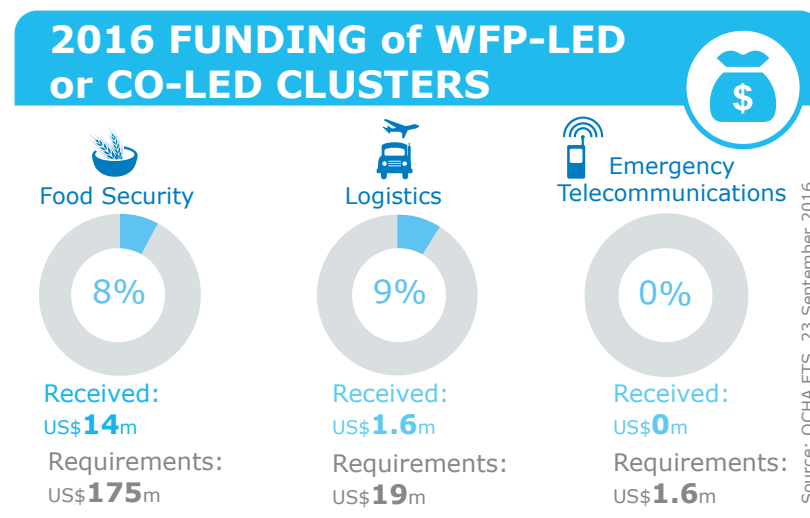 2016 FUNDING of WFP-LED
or CO-LED CLUSTERS
$
Food Security
8%
Received:
US$14m
Requirements:
US$175m
Logistics
9%
Received:
US$1.6m
Requirements:
US$19m
Emergency
Telecommunications
0%
Received:
US$0m
Requirements:
US$1.6m
Source: OCHA FTS, 23 September 2016